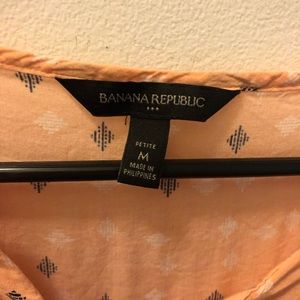 BANANA REPUBLIC
PETITE
M
MADE IN
PHILIPPINES